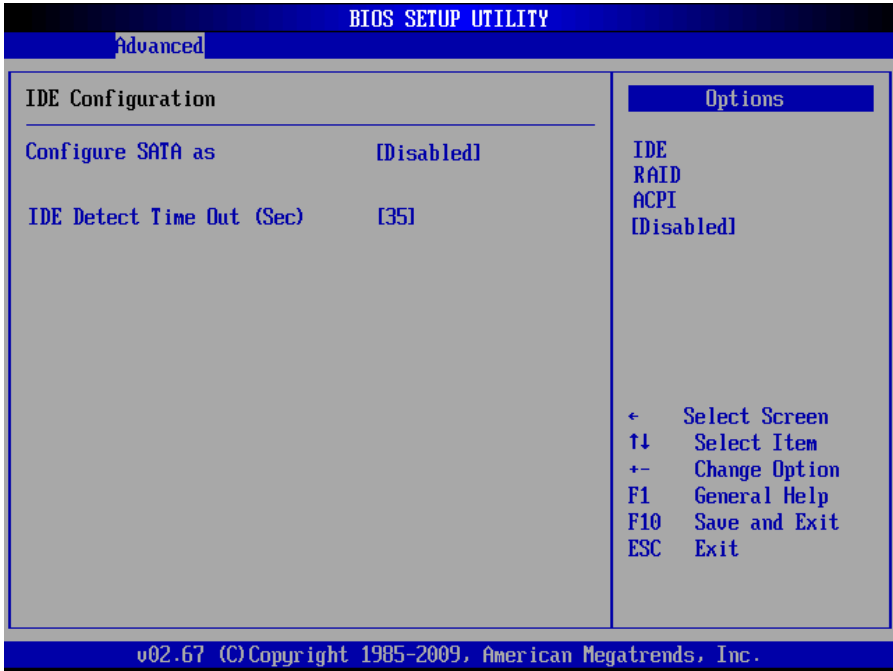 BIOS SETUP UTILITY
Advanced
IDE Configuration
Configure SATA as [Disabled]
IDE Detect Time Out (Sec) [35]
Options
IDE
RAID
ACPI
[Disabled]
← Select Screen
↑↓ Select Item
+- Change Option
F1 General Help
F10 Save and Exit
ESC Exit
v02.67 (C)Copyright 1985-2009, American Megatrends, Inc.